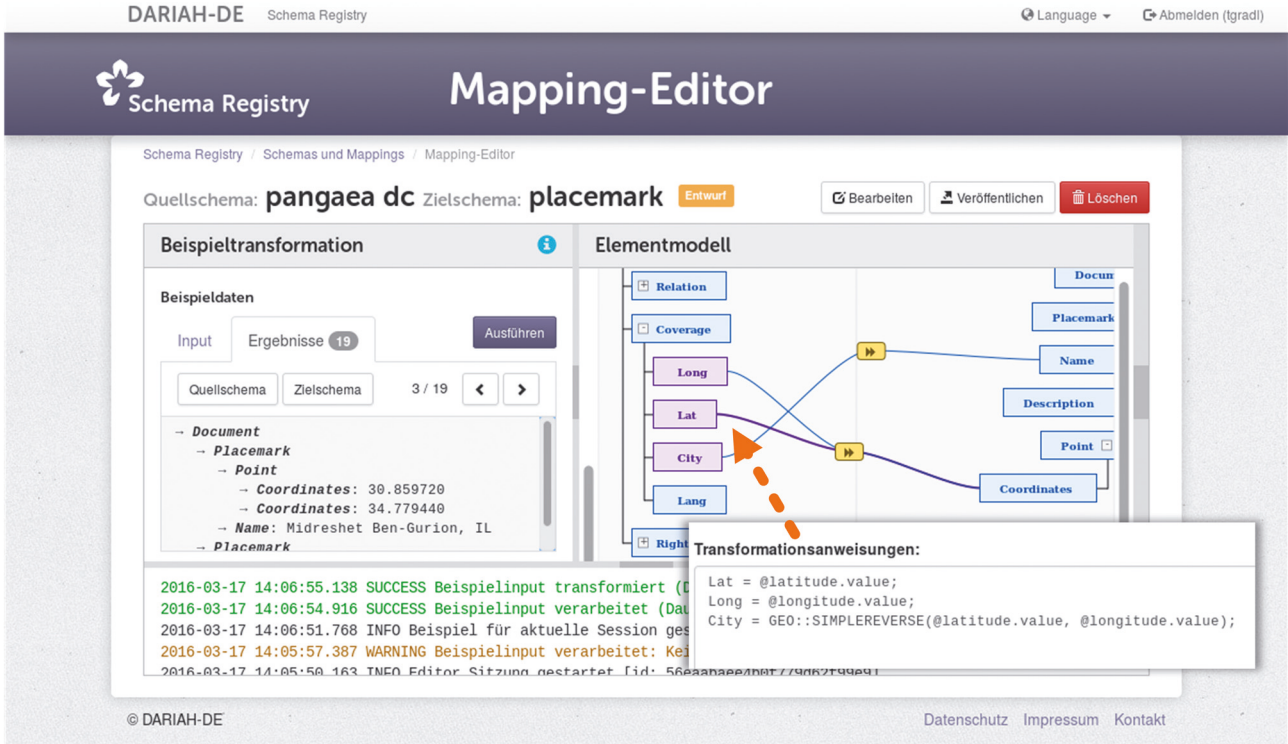 DARIAH-DE Schema Registry Language Abmelden (tgradl)
Schema Registry
Mapping-Editor
Schema Registry / Schemas und Mappings / Mapping-Editor
Quellschema: pangaea dc Zielschema: placemark Entwurf
Bearbeiten Veröffentlichen Löschen
Beispieltransformation
Beispieldaten
Input Ergebnisse 19 Ausführen
Quellschema Zielschema 3 / 19
→ Document
→ Placemark
→ Point
→ Coordinates: 30.859720
→ Coordinates: 34.779440
→ Name: Midreshet Ben-Gurion, IL
→ Placemark
Elementmodell
Relation
Coverage
Long
Lat
City
Lang
Right
Docum
Placemark
Name
Description
Point
Coordinates
Transformationsanweisungen:
Lat = @latitude.value;
Long = @longitude.value;
City = GEO::SIMPLEREVERSE(@latitude.value, @longitude.value);
2016-03-17 14:06:55.138 SUCCESS Beispielinput transformiert (D
2016-03-17 14:06:54.916 SUCCESS Beispielinput verarbeitet (Dau
2016-03-17 14:06:51.768 INFO Beispiel für aktuelle Session ges
2016-03-17 14:05:57.387 WARNING Beispielinput verarbeitet: Kei
2016-03-17 14:05:50.163 INFO Editor Sitzung gestartet [id:
© DARIAH-DE
Datenschutz Impressum Kontakt